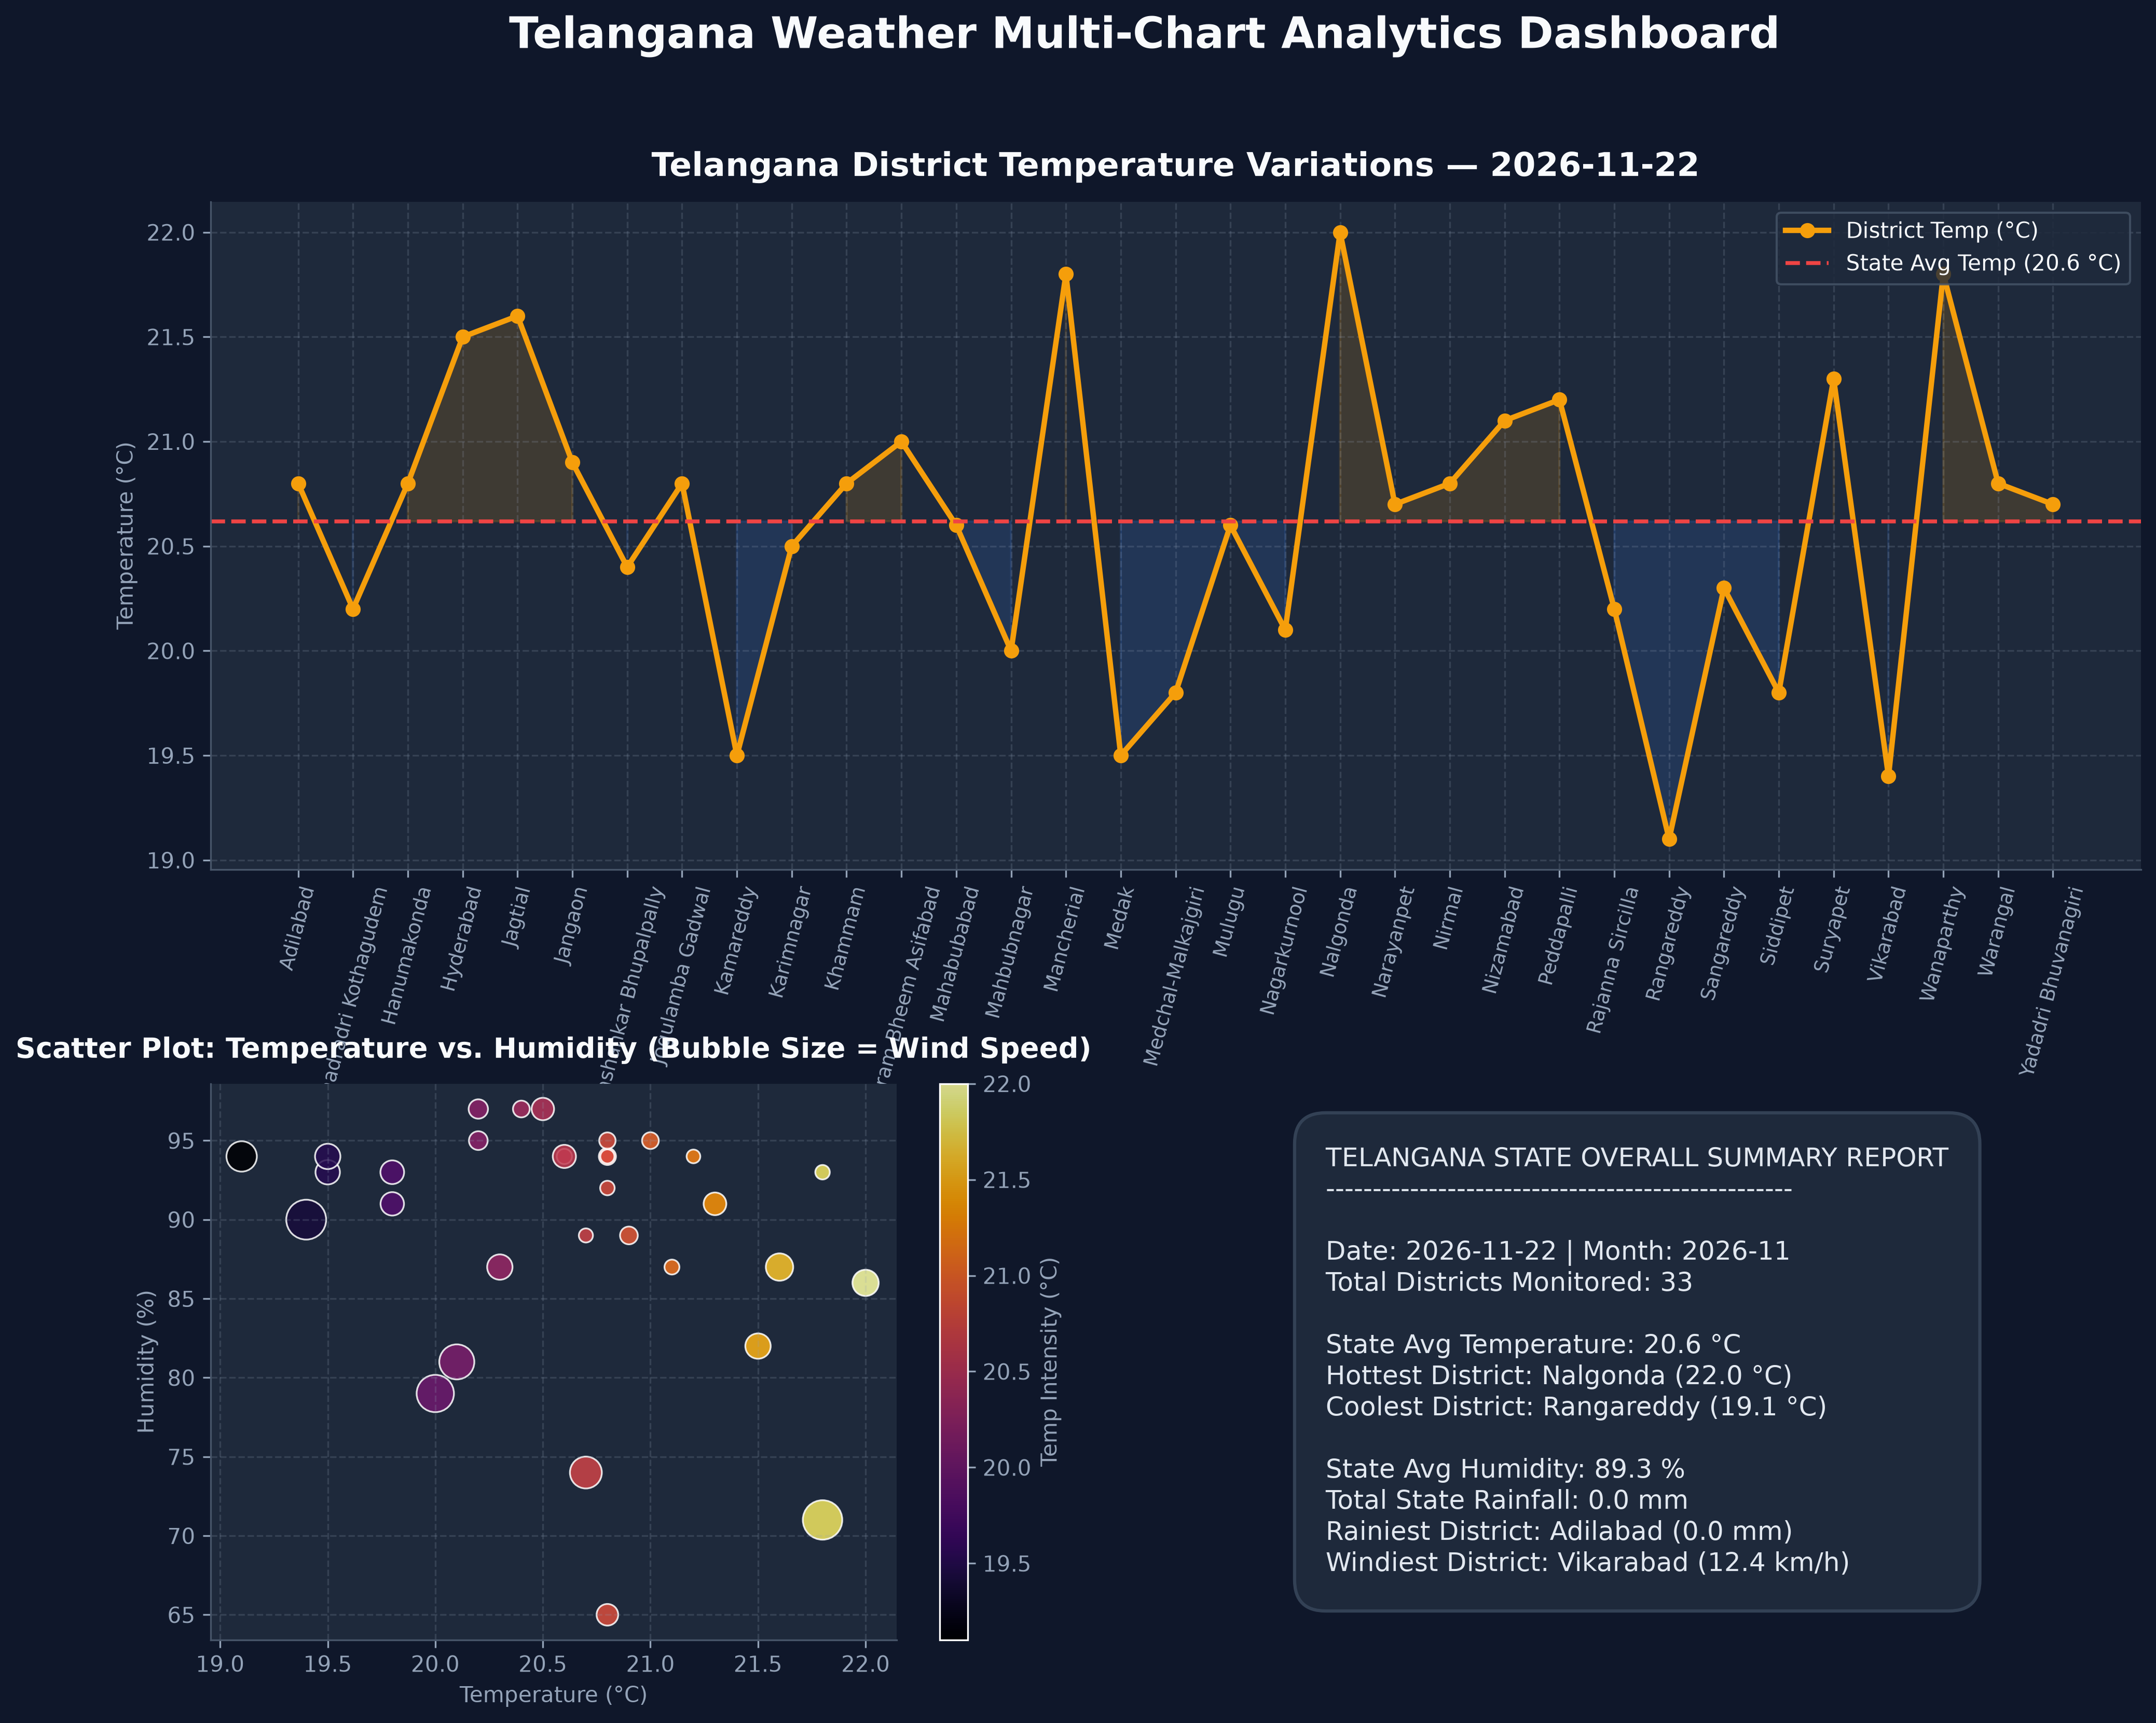 Telangana Weather Multi-Chart Analytics Dashboard
Telangana District Temperature Variations — 2026-11-22
District Temp (°C)
State Avg Temp (20.6 °C)
Temperature (°C)
22.0
21.5
21.0
20.5
20.0
19.5
19.0
Adilabad
Kothagudem
Hanumakonda
Hyderabad
Jagtial
Jangaon
Bhupalpally
Gadwal
Kamareddy
Karimnagar
Khammam
Bheem Asifabad
Mahabubabad
Mahbubnagar
Mancherial
Medak
Medchal-Malkajgiri
Mulugu
Nagarkurnool
Nalgonda
Narayanpet
Nirmal
Nizamabad
Peddapalli
Rajanna Sircilla
Rangareddy
Sangareddy
Siddipet
Suryapet
Vikarabad
Wanaparthy
Warangal
Yadadri Bhuvanagiri
Scatter Plot: Temperature vs. Humidity (Bubble Size = Wind Speed)
Humidity (%)
95
90
85
80
75
70
65
19.0 19.5 20.0 20.5 21.0 21.5 22.0
Temperature (°C)
22.0
21.5
21.0
20.5
20.0
19.5
Temp Intensity (°C)
TELANGANA STATE OVERALL SUMMARY REPORT
--------------------------------------------------
Date: 2026-11-22 | Month: 2026-11
Total Districts Monitored: 33
State Avg Temperature: 20.6 °C
Hottest District: Nalgonda (22.0 °C)
Coolest District: Rangareddy (19.1 °C)
State Avg Humidity: 89.3 %
Total State Rainfall: 0.0 mm
Rainiest District: Adilabad (0.0 mm)
Windiest District: Vikarabad (12.4 km/h)